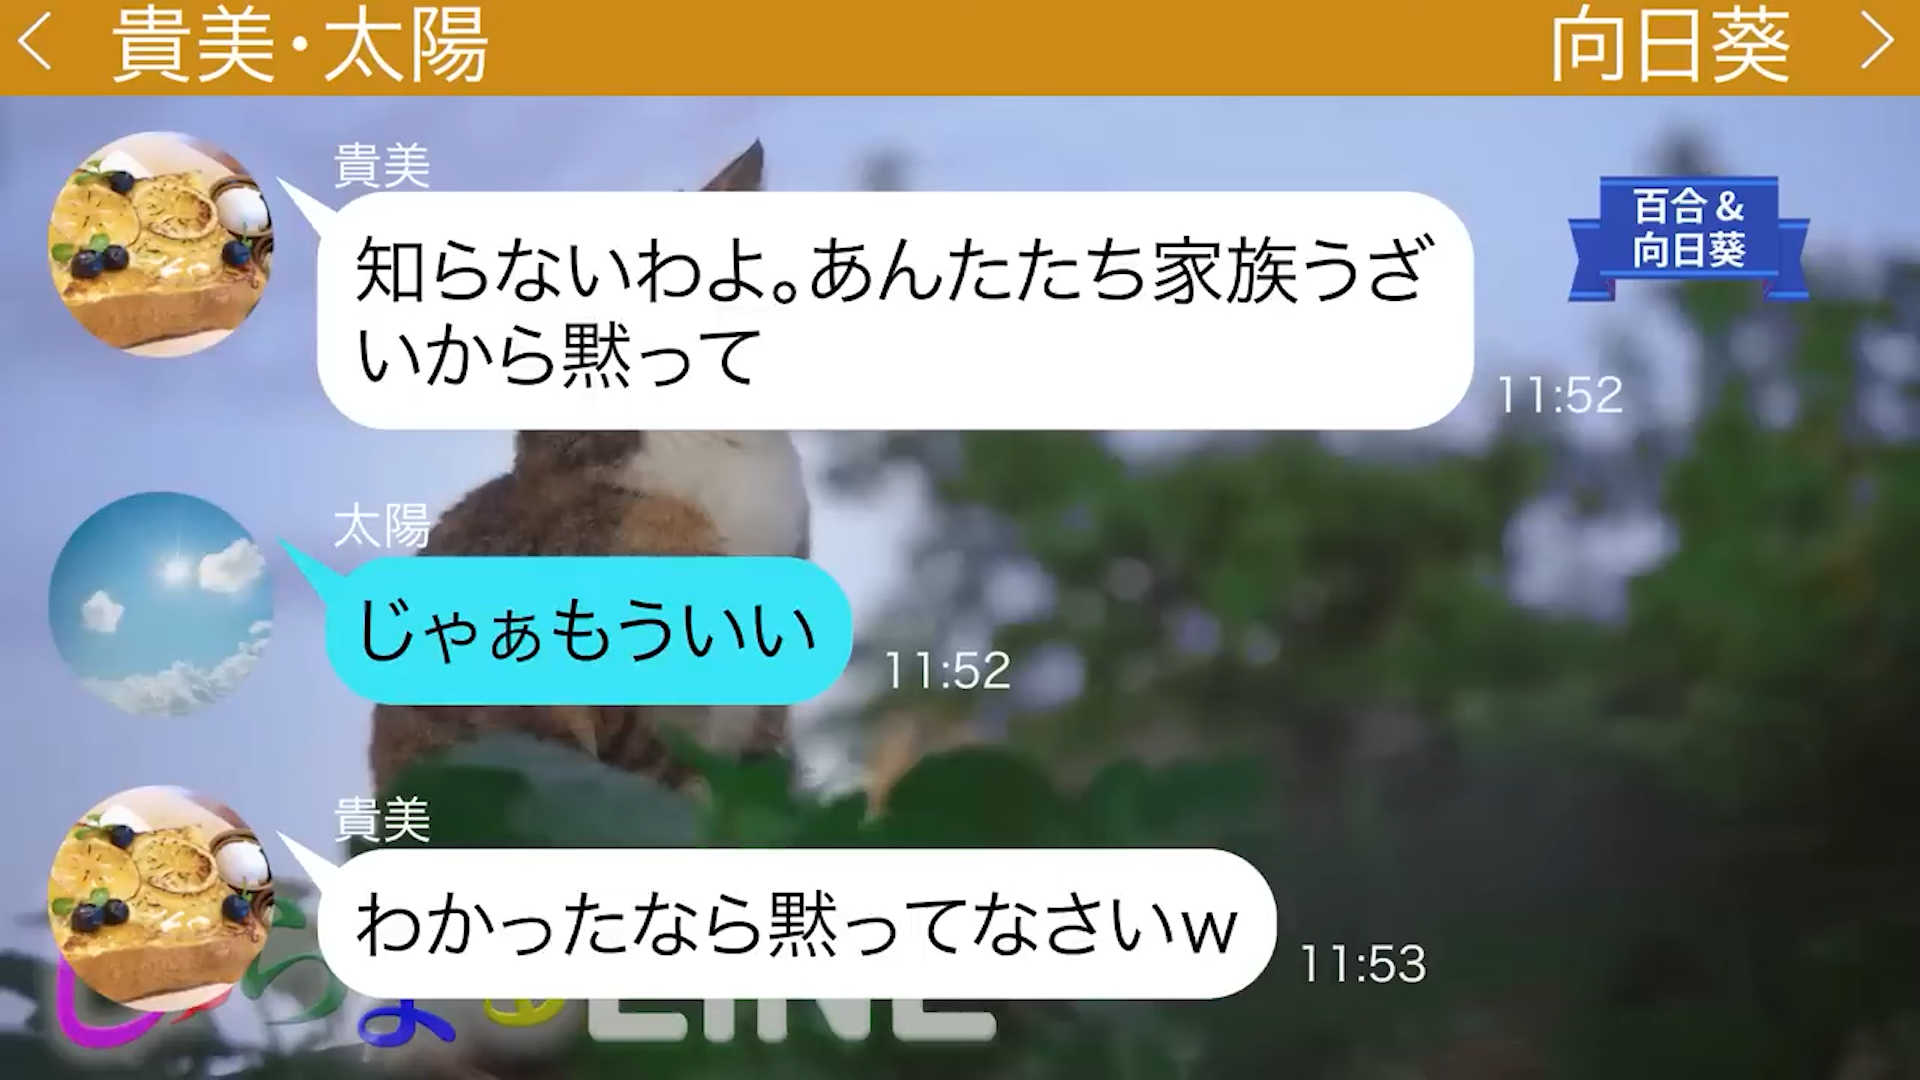 貴美・太陽
向日葵
貴美
百合&
向日葵
知らないわよ。あんたたち家族うざ
いから黙って
11:52
太陽
じゃぁもういい
11:52
貴美
わかったなら黙ってなさいw
11:53
LINE